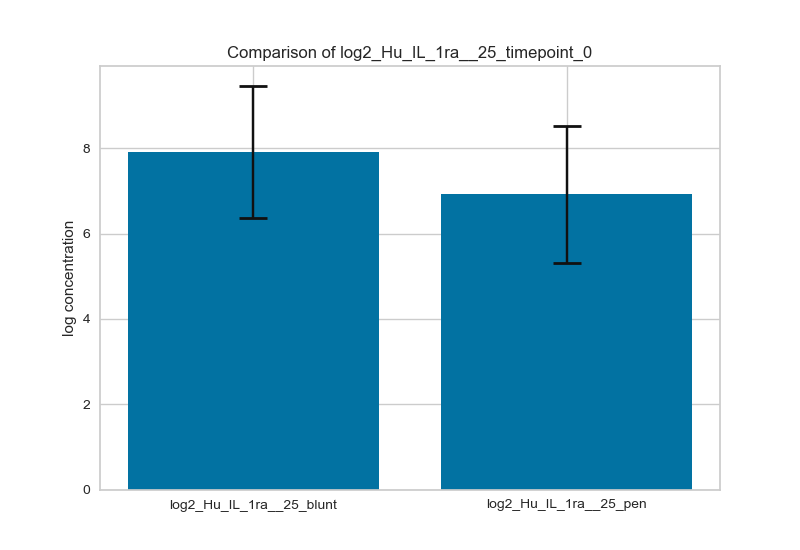 Comparison of log2_Hu_IL_1ra__25_timepoint_0
log concentration
8
6
4
2
0
log2_Hu_IL_1ra__25_blunt
log2_Hu_IL_1ra__25_pen